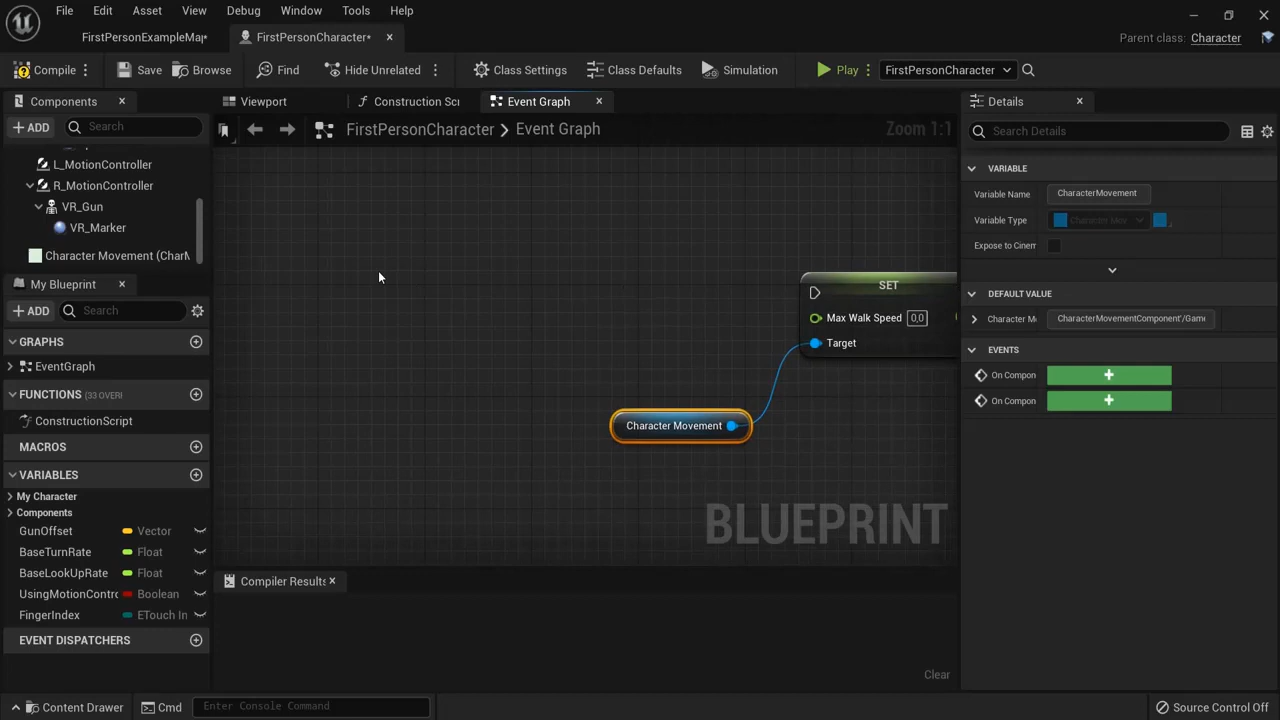 File Edit Asset View Debug Window Tools Help
FirstPersonExampleMap*
FirstPersonCharacter*
Parent class: Character
Compile Save Browse Find Hide Unrelated Class Settings Class Defaults Simulation Play FirstPersonCharacter
Components
ADD Search
L_MotionController
R_MotionController
VR_Gun
VR_Marker
Character Movement (CharM
My Blueprint
ADD Search
GRAPHS
EventGraph
FUNCTIONS (33 OVERI
ConstructionScript
MACROS
VARIABLES
My Character
Components
GunOffset Vector
BaseTurnRate Float
BaseLookUpRate Float
UsingMotionContro Boolean
FingerIndex ETouch In
EVENT DISPATCHERS
Viewport Construction Scri Event Graph
FirstPersonCharacter Event Graph Zoom 1:1
SET
Max Walk Speed 0,0
Target
Character Movement
BLUEPRINT
Compiler Results
Clear
Details
Search Details
VARIABLE
Variable Name CharacterMovement
Variable Type Character Mov
Expose to Cinem
DEFAULT VALUE
Character M CharacterMovementComponent'/Game
EVENTS
On Compon
On Compon
Content Drawer Cmd Enter Console Command Source Control Off